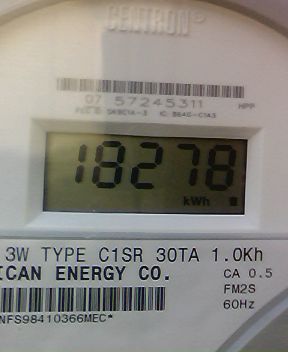 CENTRON®
07 57245311 HPP
18278
kWh
3W TYPE C1SR 30TA 1.0Kh
ICAN ENERGY CO.
CA 0.5
FM2S
60Hz
NFS98410366MEC*